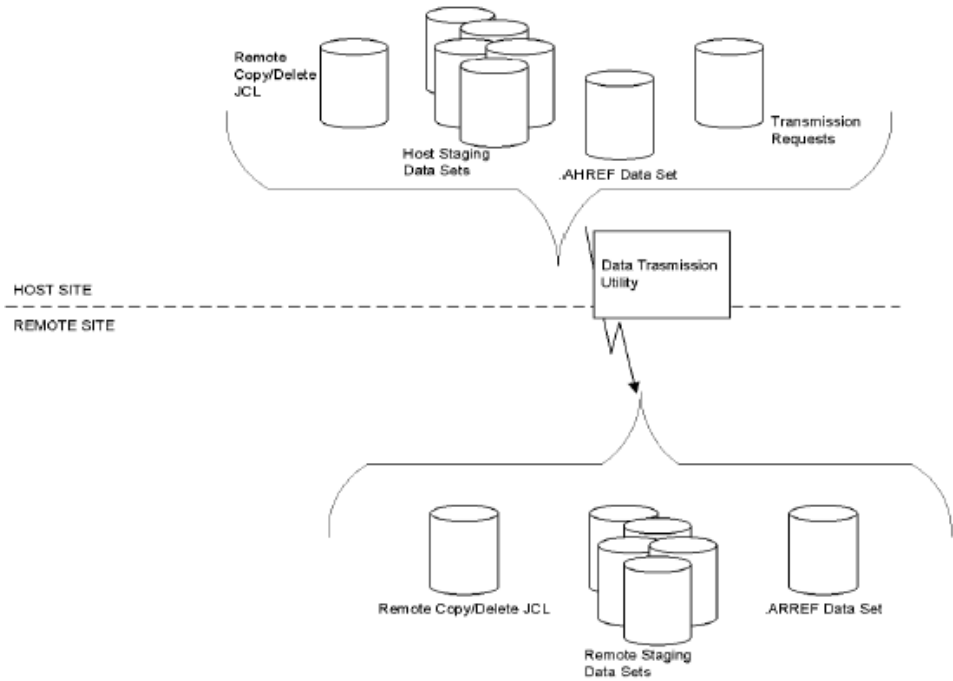 Remote
Copy/Delete
JCL
Host Staging
Data Sets
.AHREF Data Set
Transmission
Requests
Data Trasmission
Utility
HOST SITE
REMOTE SITE
Remote Copy/Delete JCL
Remote Staging
Data Sets
.ARREF Data Set